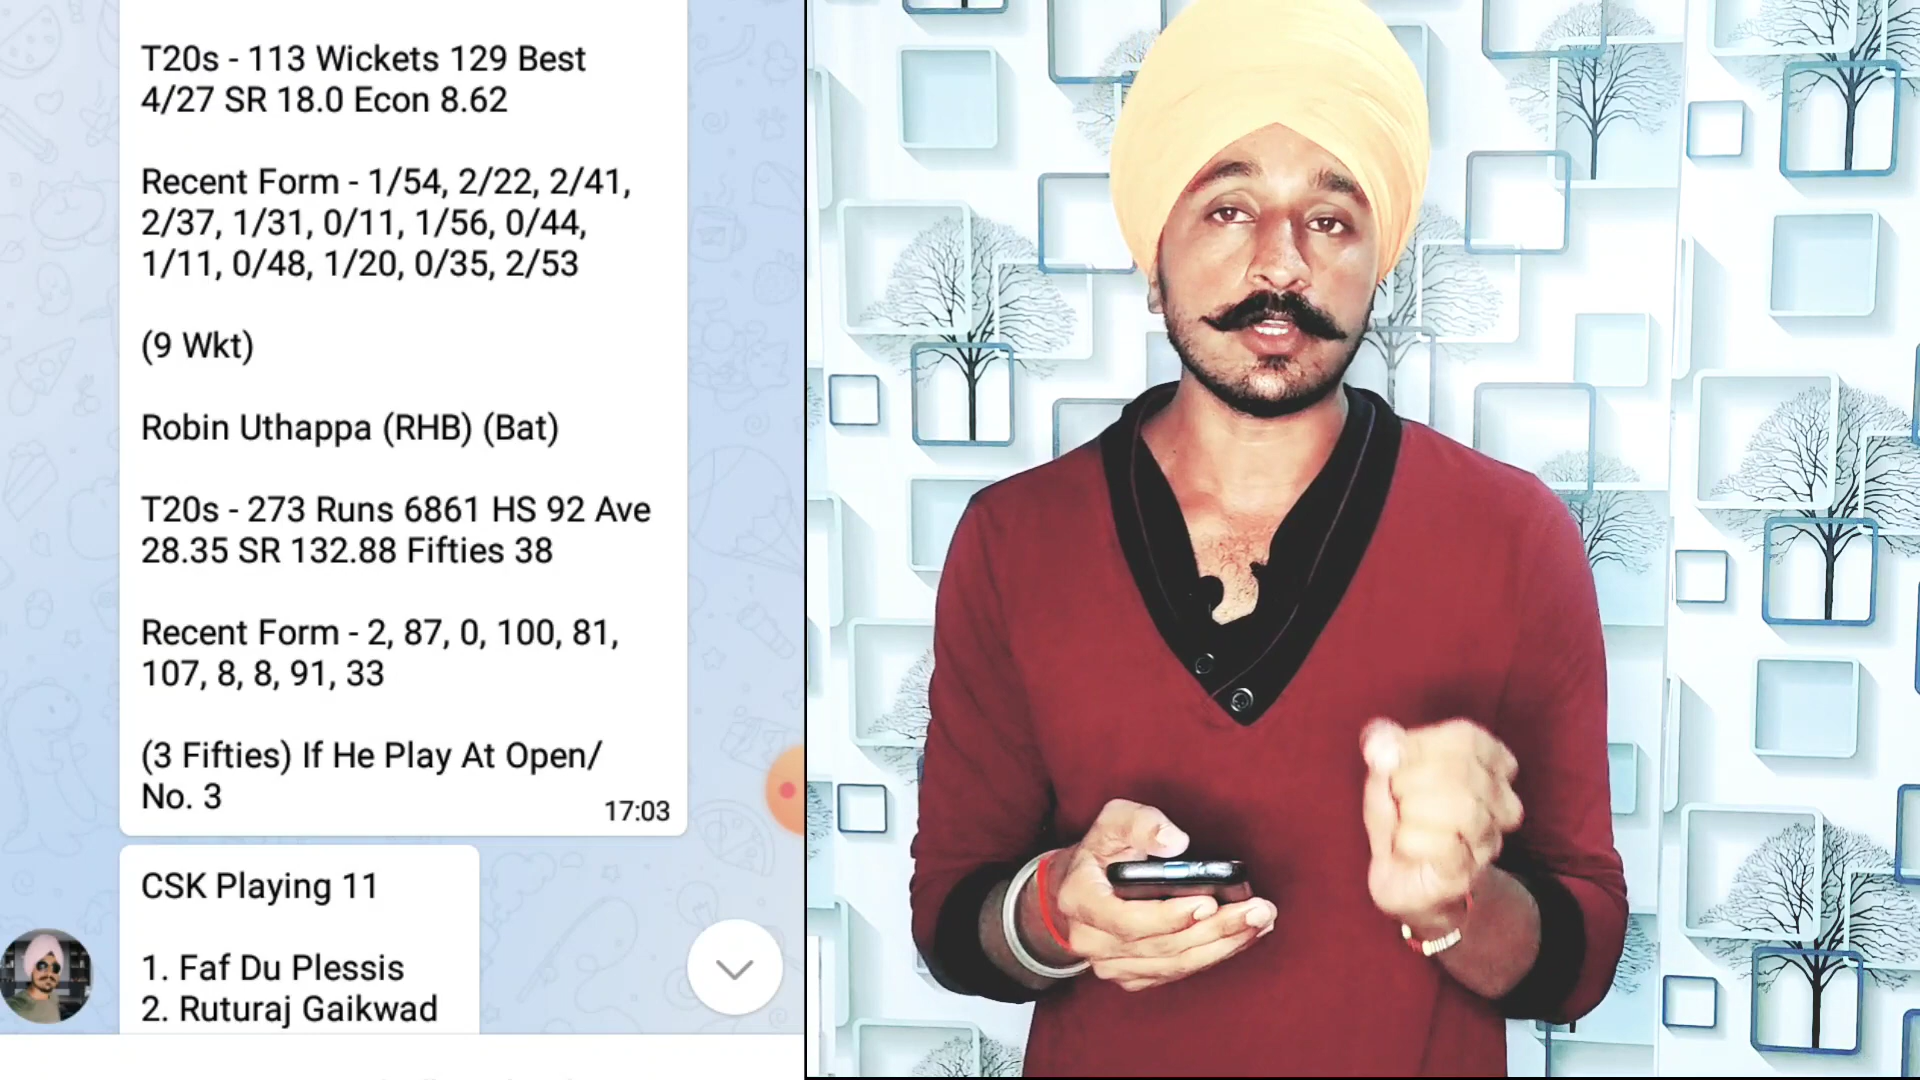 T20s - 113 Wickets 129 Best
4/27 SR 18.0 Econ 8.62
Recent Form - 1/54, 2/22, 2/41,
2/37, 1/31, 0/11, 1/56, 0/44,
1/11, 0/48, 1/20, 0/35, 2/53
(9 Wkt)
Robin Uthappa (RHB) (Bat)
T20s - 273 Runs 6861 HS 92 Ave
28.35 SR 132.88 Fifties 38
Recent Form - 2, 87, 0, 100, 81,
107, 8, 8, 91, 33
(3 Fifties) If He Play At Open/
No. 3
17:03
CSK Playing 11
1. Faf Du Plessis
2. Ruturaj Gaikwad